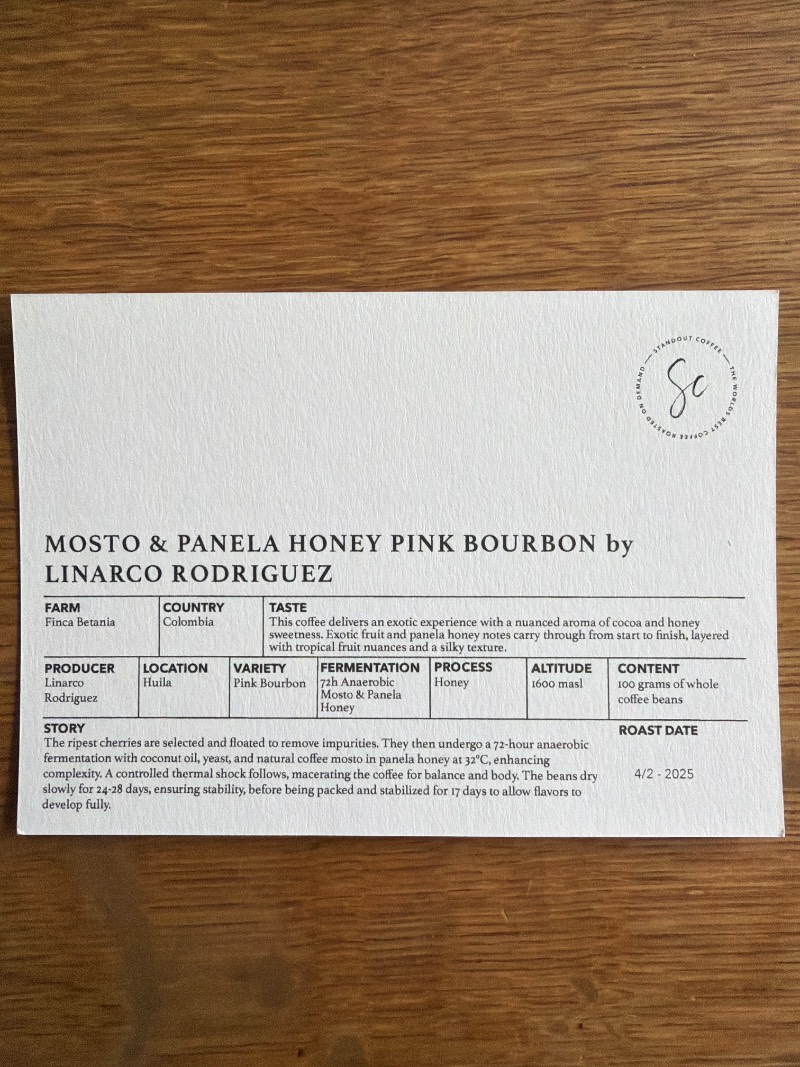 STANDOUT COFFEE — THE WORLDS BEST COFFEE ROASTED ON DEMAND —
Sc
MOSTO & PANELA HONEY PINK BOURBON by
LINARCO RODRIGUEZ
FARM
Finca Betania
COUNTRY
Colombia
TASTE
This coffee delivers an exotic experience with a nuanced aroma of cocoa and honey
sweetness. Exotic fruit and panela honey notes carry through from start to finish, layered
with tropical fruit nuances and a silky texture.
PRODUCER
Linarco
Rodriguez
LOCATION
Huila
VARIETY
Pink Bourbon
FERMENTATION
72h Anaerobic
Mosto & Panela
Honey
PROCESS
Honey
ALTITUDE
1600 masl
CONTENT
100 grams of whole
coffee beans
STORY
The ripest cherries are selected and floated to remove impurities. They then undergo a 72-hour anaerobic
fermentation with coconut oil, yeast, and natural coffee mosto in panela honey at 32°C, enhancing
complexity. A controlled thermal shock follows, macerating the coffee for balance and body. The beans dry
slowly for 24-28 days, ensuring stability, before being packed and stabilized for 17 days to allow flavors to
develop fully.
ROAST DATE
4/2 - 2025